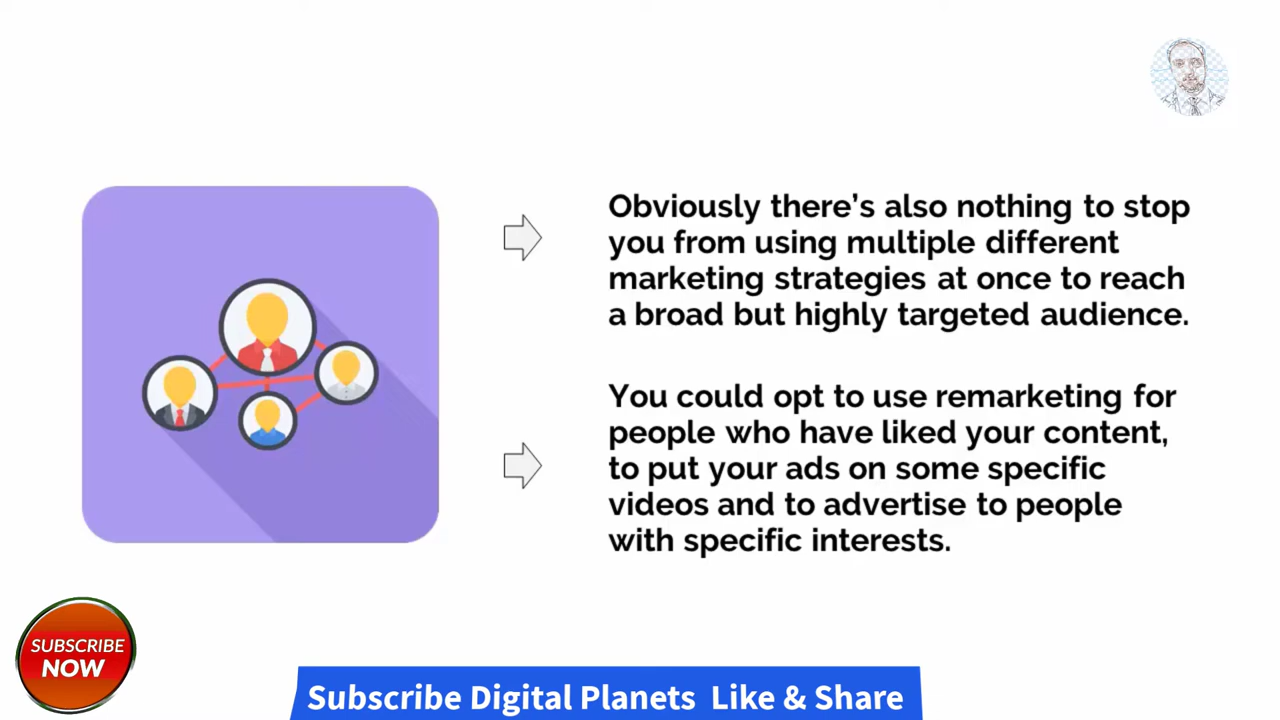 Obviously there's also nothing to stop
you from using multiple different
marketing strategies at once to reach
a broad but highly targeted audience.
You could opt to use remarketing for
people who have liked your content,
to put your ads on some specific
videos and to advertise to people
with specific interests.
SUBSCRIBE
NOW
Subscribe Digital Planets Like & Share